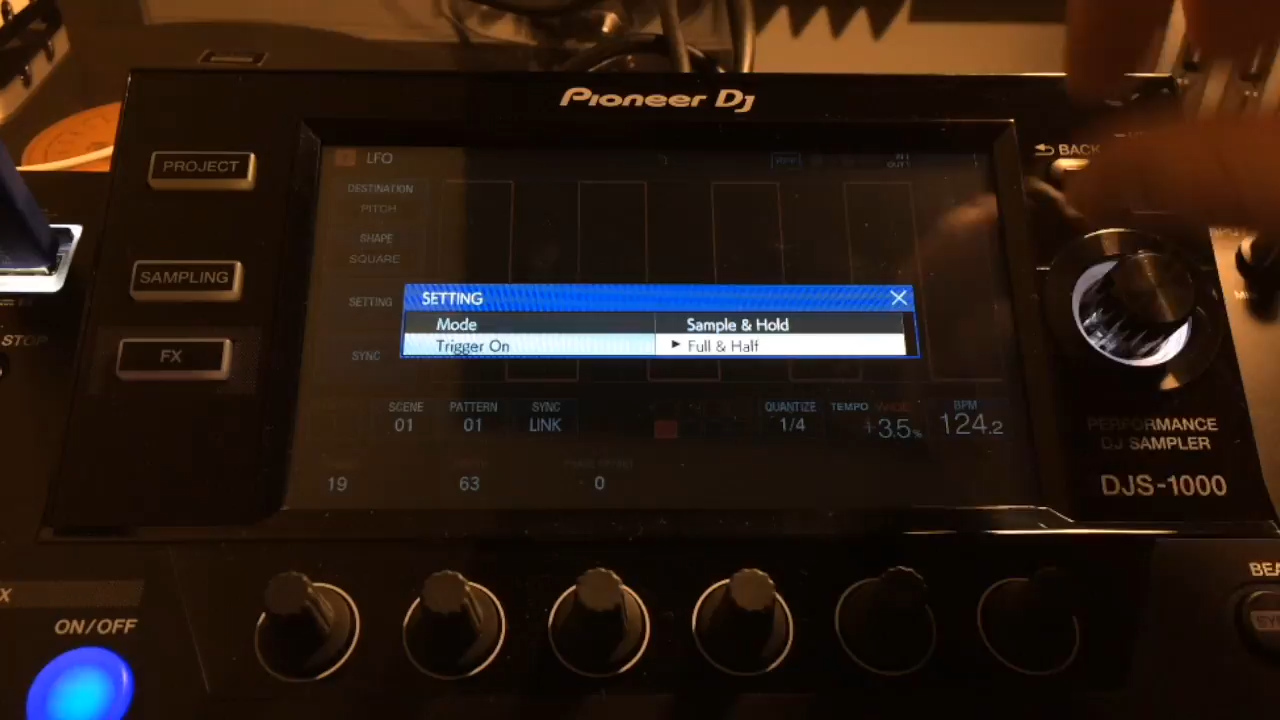 Pioneer Dj
PROJECT
LFO
BACK
DESTINATION
PITCH
SHAPE
SQUARE
SAMPLING
SETTING
SETTING
Mode
Sample & Hold
Trigger On
Full & Half
STOP
SYNC
FX
SCENE
PATTERN
SYNC
QUANTIZE
TEMPO
WIDE
BPM
01
01
LINK
1/4
3.5%
124.2
PERFORMANCE
DJ SAMPLER
DJS-1000
19
63
0
ON/OFF